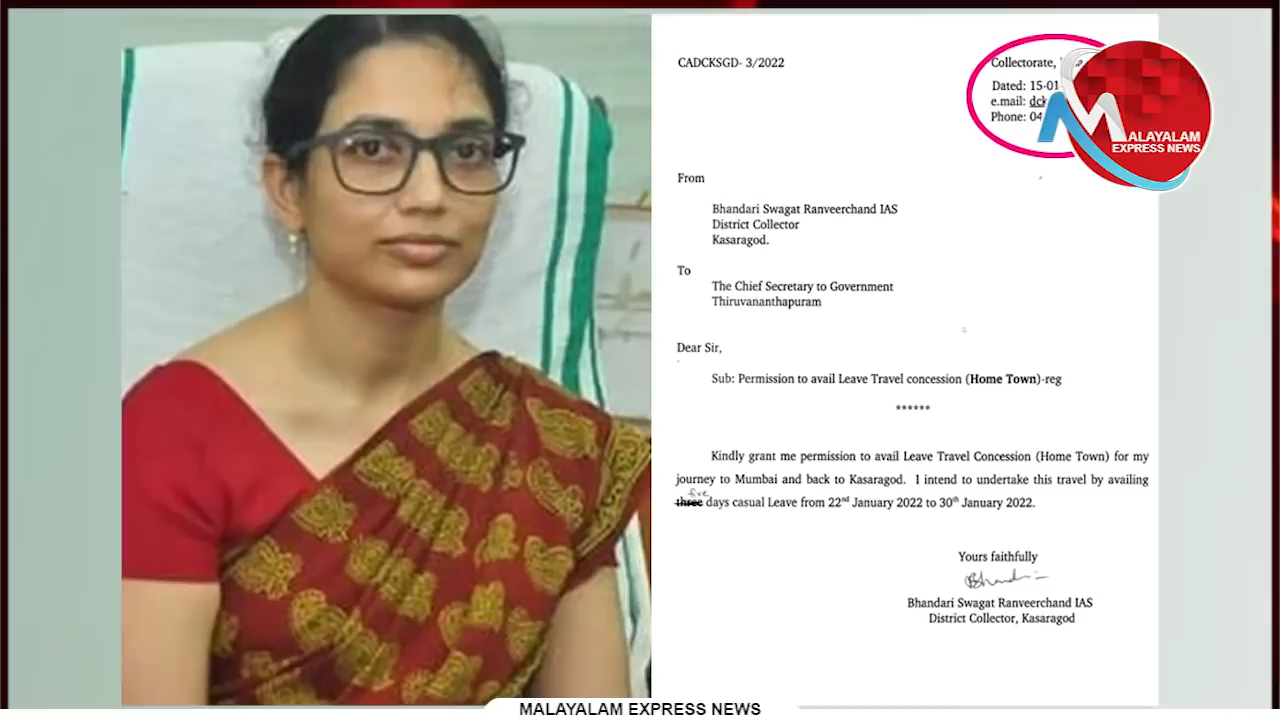 CADCKSGD- 3/2022
Collectorate,
Dated: 15-01
e.mail: dck
Phone: 04
MALAYALAM
EXPRESS NEWS
From
Bhandari Swagat Ranveerchand IAS
District Collector
Kasaragod.
To
The Chief Secretary to Government
Thiruvananthapuram
Dear Sir,
Sub: Permission to avail Leave Travel concession (Home Town)-reg
******
Kindly grant me permission to avail Leave Travel Concession (Home Town) for my
journey to Mumbai and back to Kasaragod. I intend to undertake this travel by availing
five
three days casual Leave from 22nd January 2022 to 30th January 2022.
Yours faithfully
Bhandari Swagat Ranveerchand IAS
District Collector, Kasaragod
MALAYALAM EXPRESS NEWS